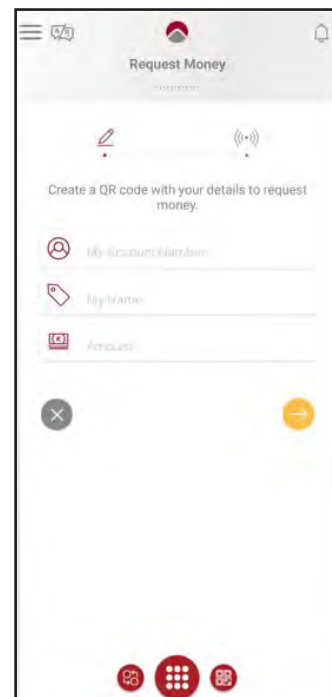 Request Money
Create a QR code with your details to request
money.
My Account Number
My Name
Amount